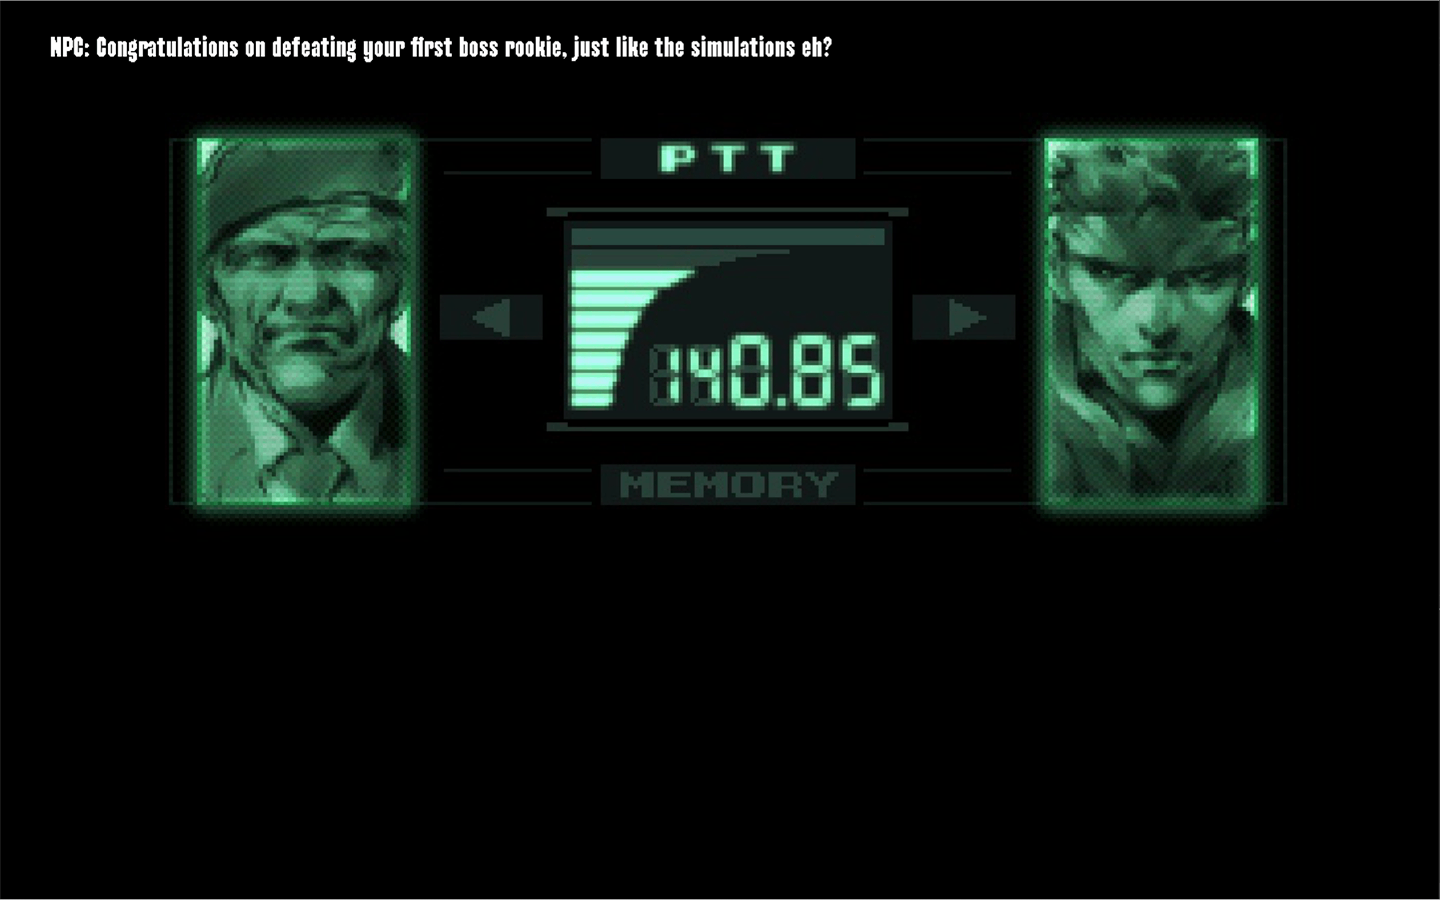 NPC: Congratulations on defeating your first boss rookie, just like the simulations eh?
PTT
140.85
MEMORY